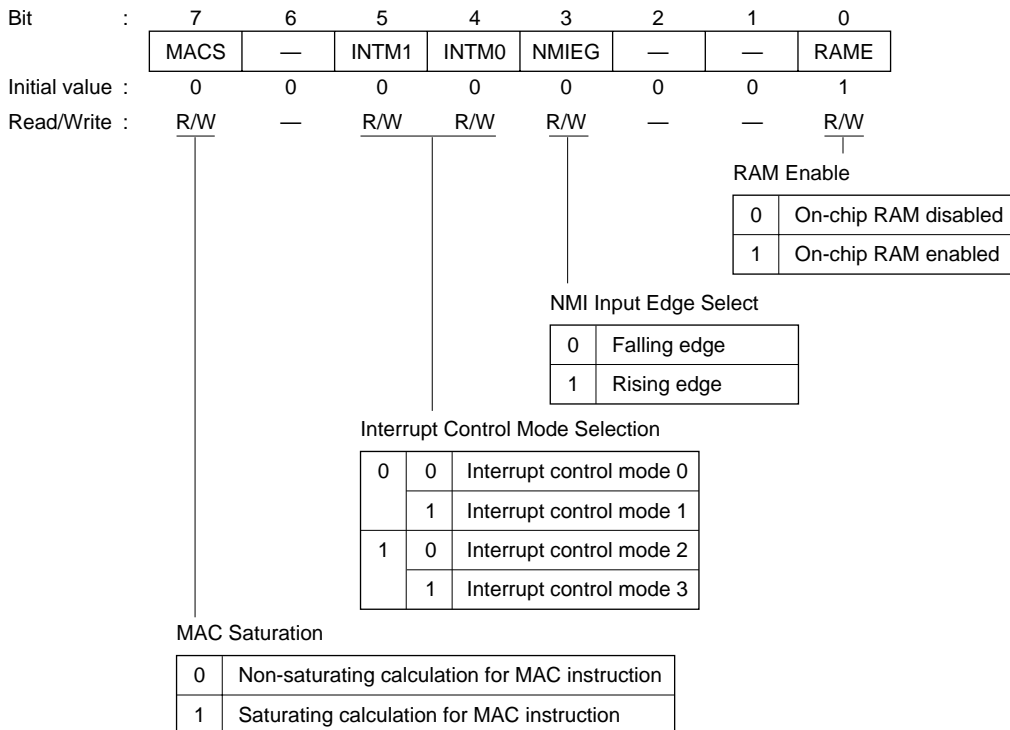 Bit : 7 6 5 4 3 2 1 0
MACS — INTM1 INTM0 NMIEG — — RAME
Initial value : 0 0 0 0 0 0 0 1
Read/Write : R/W — R/W R/W R/W — — R/W
RAM Enable
0 On-chip RAM disabled
1 On-chip RAM enabled
NMI Input Edge Select
0 Falling edge
1 Rising edge
Interrupt Control Mode Selection
0 0 Interrupt control mode 0
1 Interrupt control mode 1
1 0 Interrupt control mode 2
1 Interrupt control mode 3
MAC Saturation
0 Non-saturating calculation for MAC instruction
1 Saturating calculation for MAC instruction